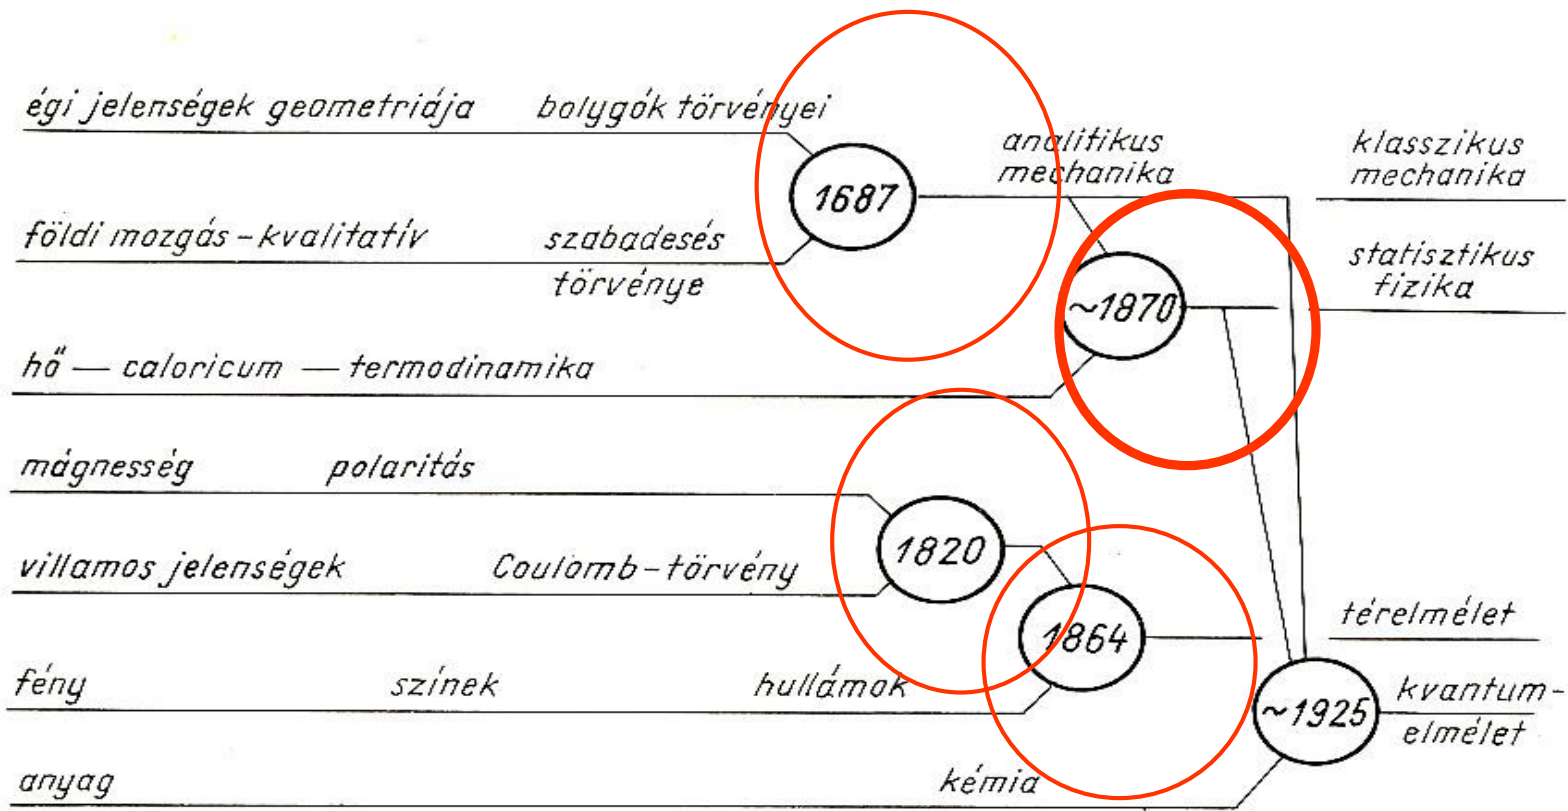 égi jelenségek geometriája bolygók törvényei
analitikus
mechanika
klasszikus
mechanika
1687
földi mozgás – kvalitatív szabadesés
törvénye
statisztikus
fizika
~1870
hő — caloricum — termodinamika
mágnesség polaritás
1820
villamos jelenségek Coulomb-törvény
1864
térelmélet
fény színek hullámok
~1925
kvantum-
elmélet
anyag kémia